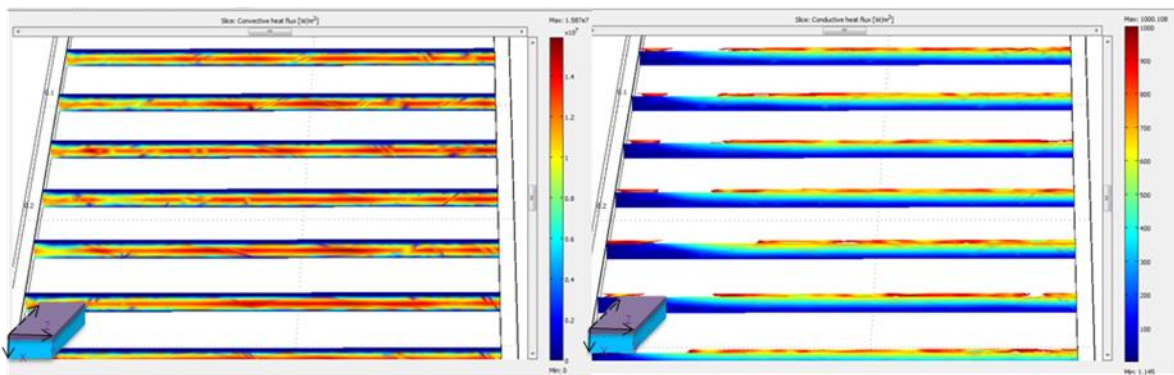 Slice: Convective heat flux [W/m²]
Max: 1.587e7
×10⁷
1.4
1.2
1
0.8
0.6
0.4
0.2
0
Min: 0
0.1
0.2
X
Slice: Conductive heat flux [W/m²]
Max: 1000.108
1000
900
800
700
600
500
400
300
200
100
Min: 1.145
0.1
0.2
X